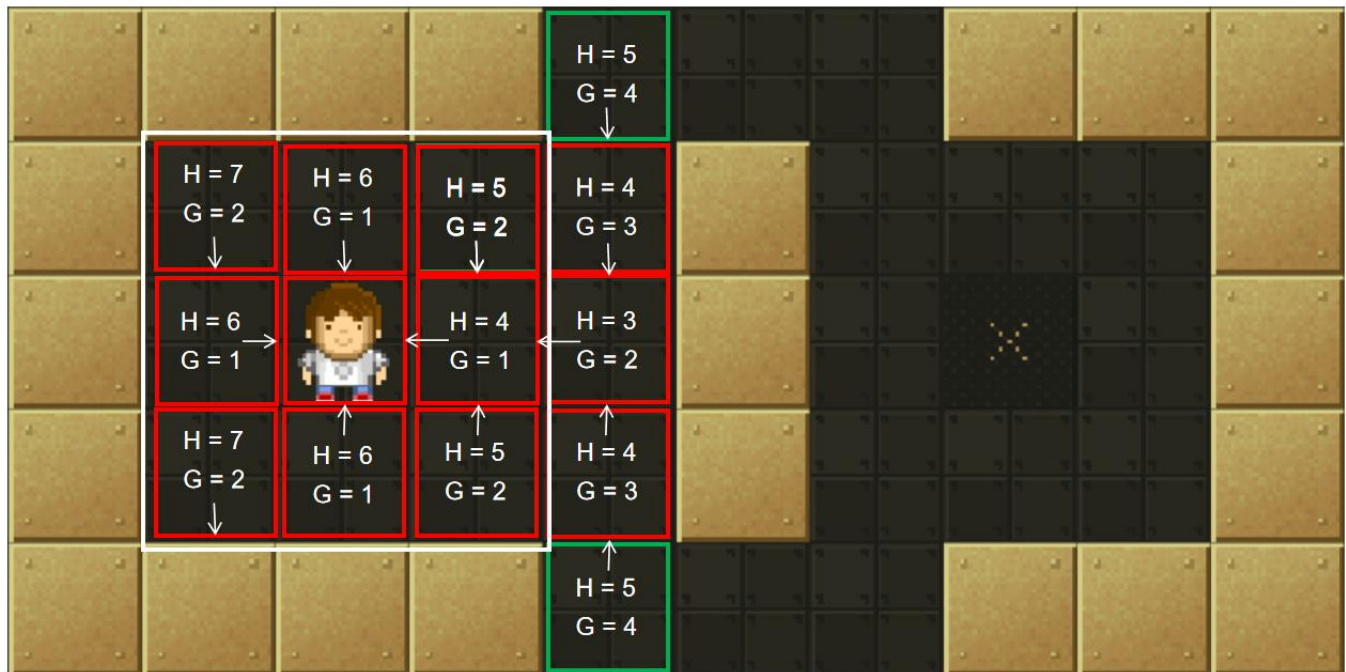 H = 5
G = 4
H = 7
G = 2
H = 6
G = 1
H = 5
G = 2
H = 4
G = 3
H = 6
G = 1
H = 4
G = 1
H = 3
G = 2
H = 7
G = 2
H = 6
G = 1
H = 5
G = 2
H = 4
G = 3
H = 5
G = 4